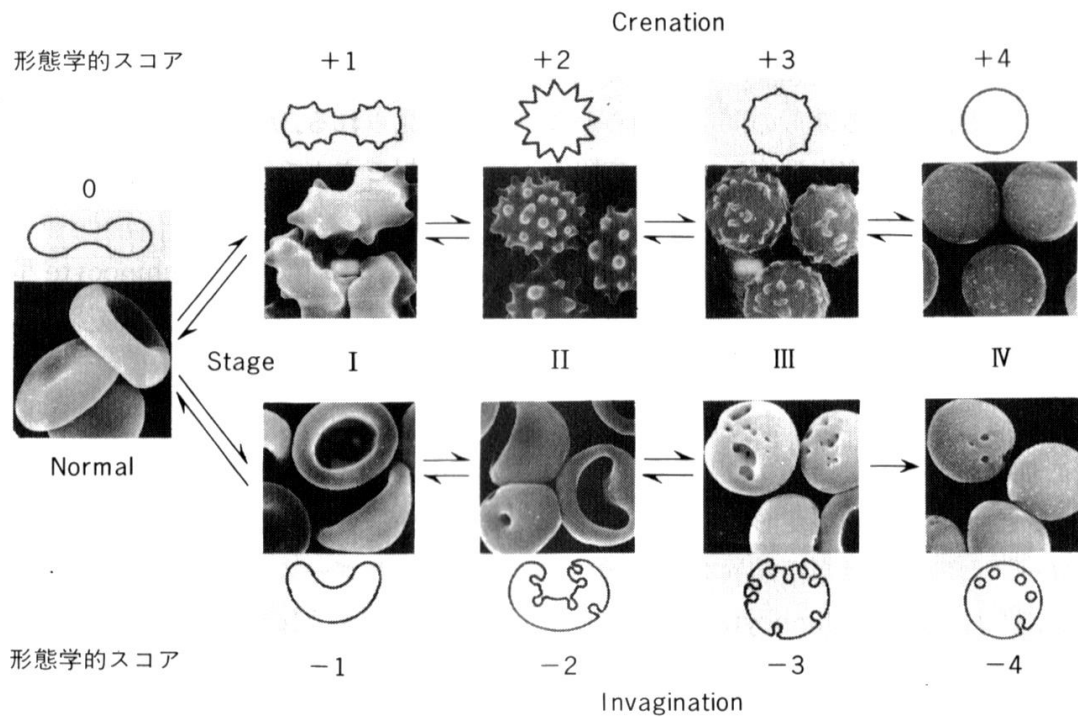 Crenation
形態学的スコア +1 +2 +3 +4
0
Stage I II III IV
Normal
形態学的スコア −1 −2 −3 −4
Invagination